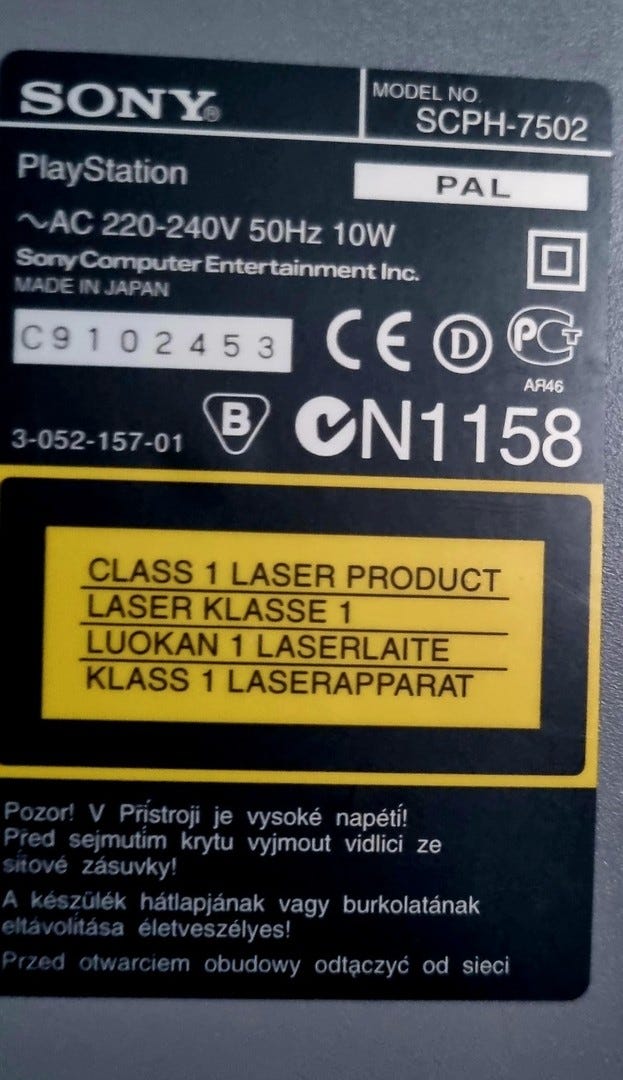 SONY®
MODEL NO.
SCPH-7502
PlayStation
PAL
~AC 220-240V 50Hz 10W
Sony Computer Entertainment Inc.
MADE IN JAPAN
C9102453
CE
D
PCT
АЯ46
3-052-157-01
B
N1158
CLASS 1 LASER PRODUCT
LASER KLASSE 1
LUOKAN 1 LASERLAITE
KLASS 1 LASERAPPARAT
Pozor! V Přístroji je vysoké napětí!
Před sejmutím krytu vyjmout vidlici ze
síťové zásuvky!
A készülék hátlapjának vagy burkolatának
eltávolítása életveszélyes!
Przed otwarciem obudowy odłączyć od sieci